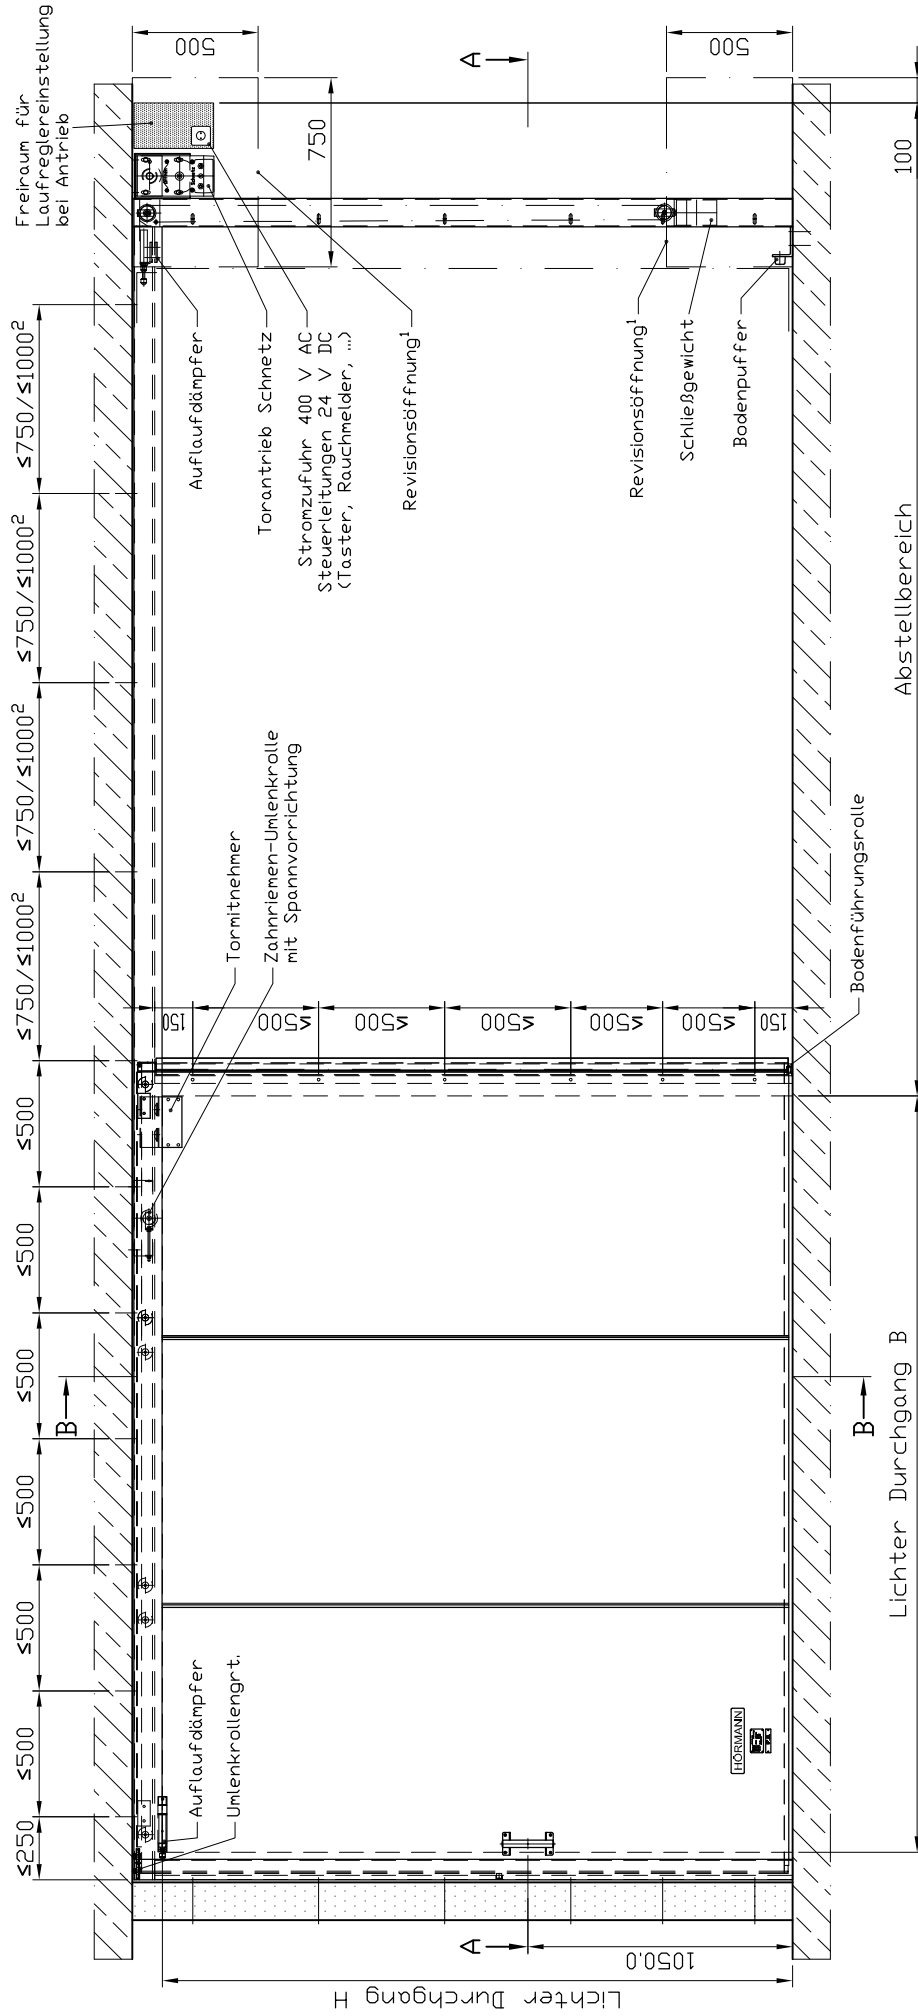 Freiraum für
Laufreglereinstellung
bei Antrieb
≤250
≤500
≤500
≤500
≤500
≤500
≤500
≤750/≤1000²
≤750/≤1000²
≤750/≤1000²
≤750/≤1000²
500
500
750
100
A
A
B
B
Auflaufdämpfer
Torantrieb Schnetz
Stromzufuhr 400 V AC
Steuerleitungen 24 V DC
(Taster, Rauchmelder, ...)
Revisionsöffnung¹
Revisionsöffnung¹
Schließgewicht
Bodenpuffer
Tormitnehmer
Zahnriemen-Umlenkrolle
mit Spannvorrichtung
150
≤500
≤500
≤500
≤500
≤500
150
Bodenführungsrolle
Abstellbereich
Auflaufdämpfer
Umlenkrollengrt.
HÖRMANN
Lichter Durchgang B
Lichter Durchgang H
1050.0